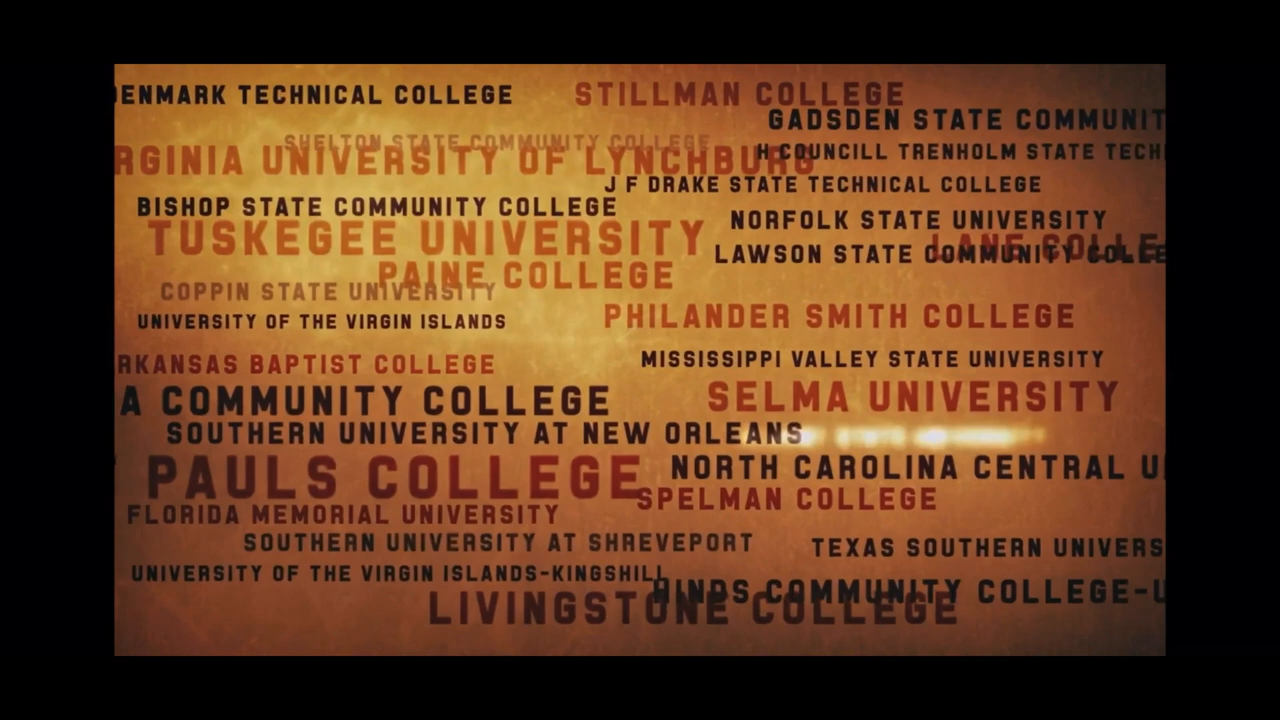 DENMARK TECHNICAL COLLEGE
STILLMAN COLLEGE
GADSDEN STATE COMMUNIT
SHELTON STATE COMMUNITY COLLEGE
RGINIA UNIVERSITY OF LYNCHBURG
H COUNCILL TRENHOLM STATE TECH
J F DRAKE STATE TECHNICAL COLLEGE
BISHOP STATE COMMUNITY COLLEGE
NORFOLK STATE UNIVERSITY
TUSKEGEE UNIVERSITY
LANE COLLE
LAWSON STATE COMMUNITY COLLE
PAINE COLLEGE
COPPIN STATE UNIVERSITY
UNIVERSITY OF THE VIRGIN ISLANDS
PHILANDER SMITH COLLEGE
RKANSAS BAPTIST COLLEGE
MISSISSIPPI VALLEY STATE UNIVERSITY
A COMMUNITY COLLEGE
SELMA UNIVERSITY
SOUTHERN UNIVERSITY AT NEW ORLEANS
PAULS COLLEGE
NORTH CAROLINA CENTRAL U
SPELMAN COLLEGE
FLORIDA MEMORIAL UNIVERSITY
SOUTHERN UNIVERSITY AT SHREVEPORT
TEXAS SOUTHERN UNIVERS
UNIVERSITY OF THE VIRGIN ISLANDS-KINGSHILL
HINDS COMMUNITY COLLEGE-U
LIVINGSTONE COLLEGE